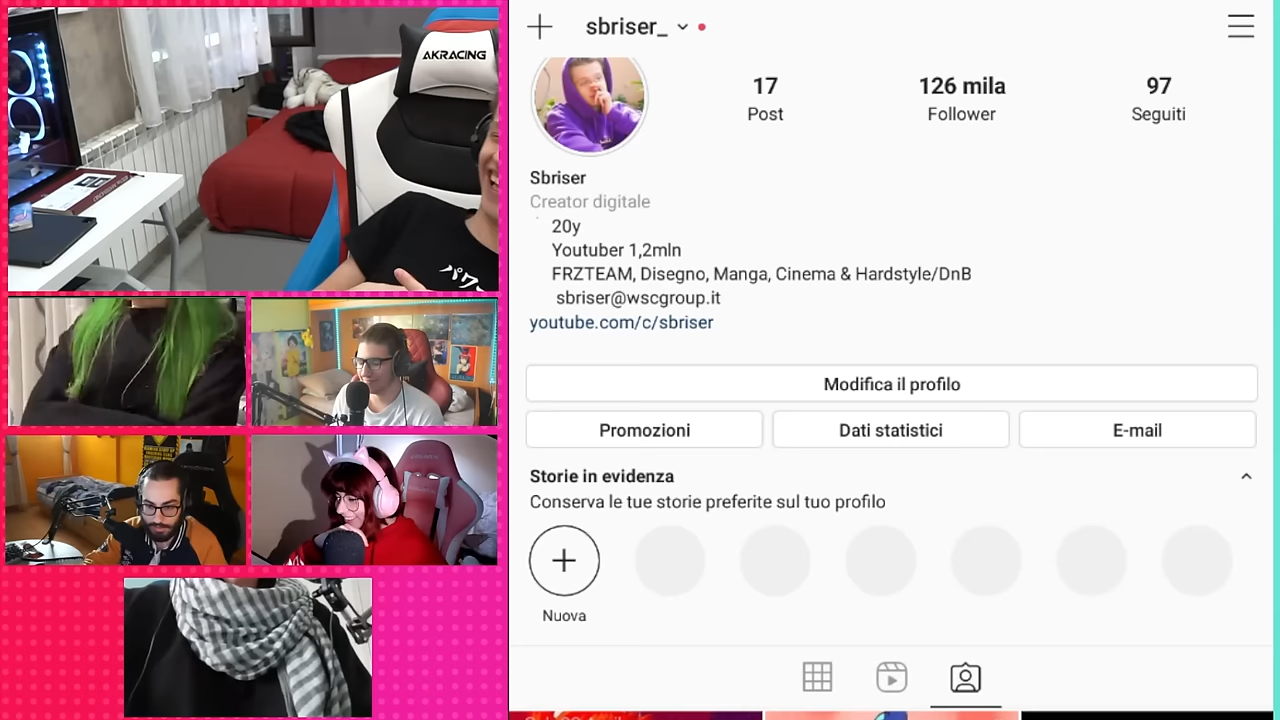 AKRACING
パワ
sbriser_
17
126 mila
97
Post
Follower
Seguiti
Sbriser
Creator digitale
20y
Youtuber 1,2mln
FRZTEAM, Disegno, Manga, Cinema & Hardstyle/DnB
sbriser@wscgroup.it
youtube.com/c/sbriser
Modifica il profilo
Promozioni
Dati statistici
E-mail
Storie in evidenza
Conserva le tue storie preferite sul tuo profilo
Nuova